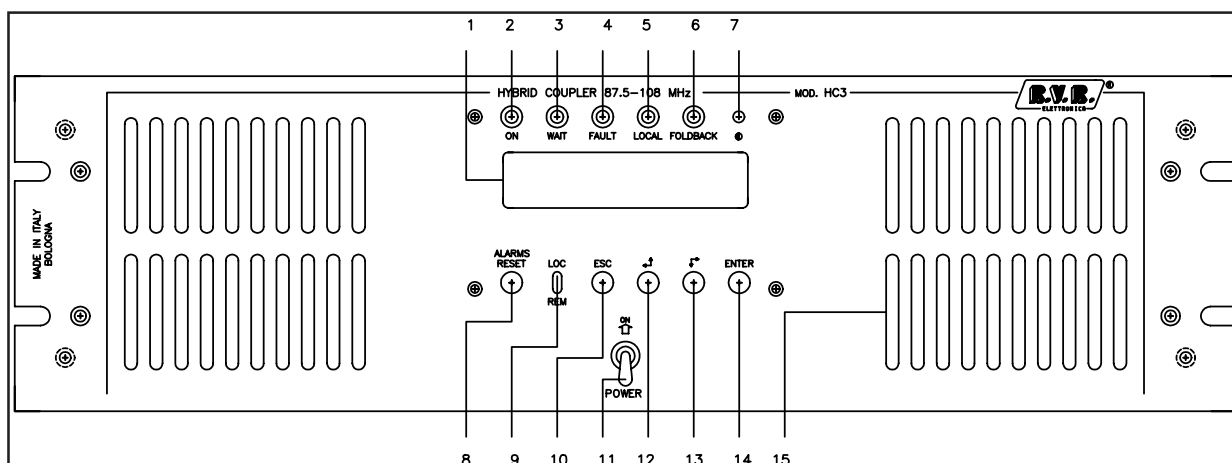 1 2 3 4 5 6 7
HYBRID COUPLER 87.5-108 MHz
MOD. HC3
R.V.R.
ELETTRONICA
ON WAIT FAULT LOCAL FOLDBACK
MADE IN ITALY
BOLOGNA
ALARMS
RESET
LOC
REM
ESC
ENTER
ON
POWER
8 9 10 11 12 13 14 15